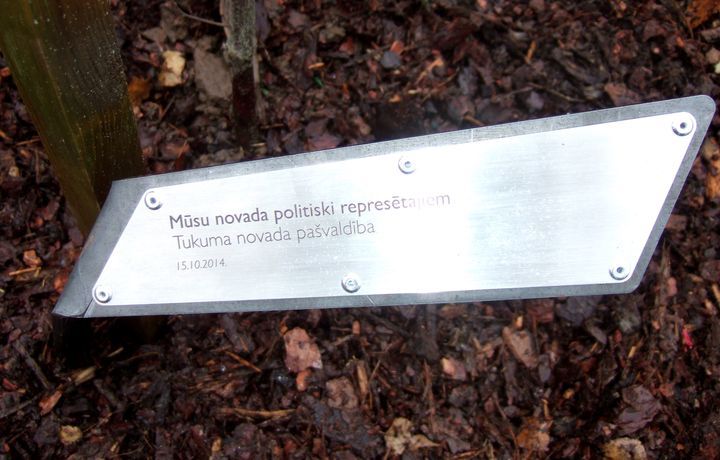 Mūsu novada politiski represētajiem
Tukuma novada pašvaldība
15.10.2014.